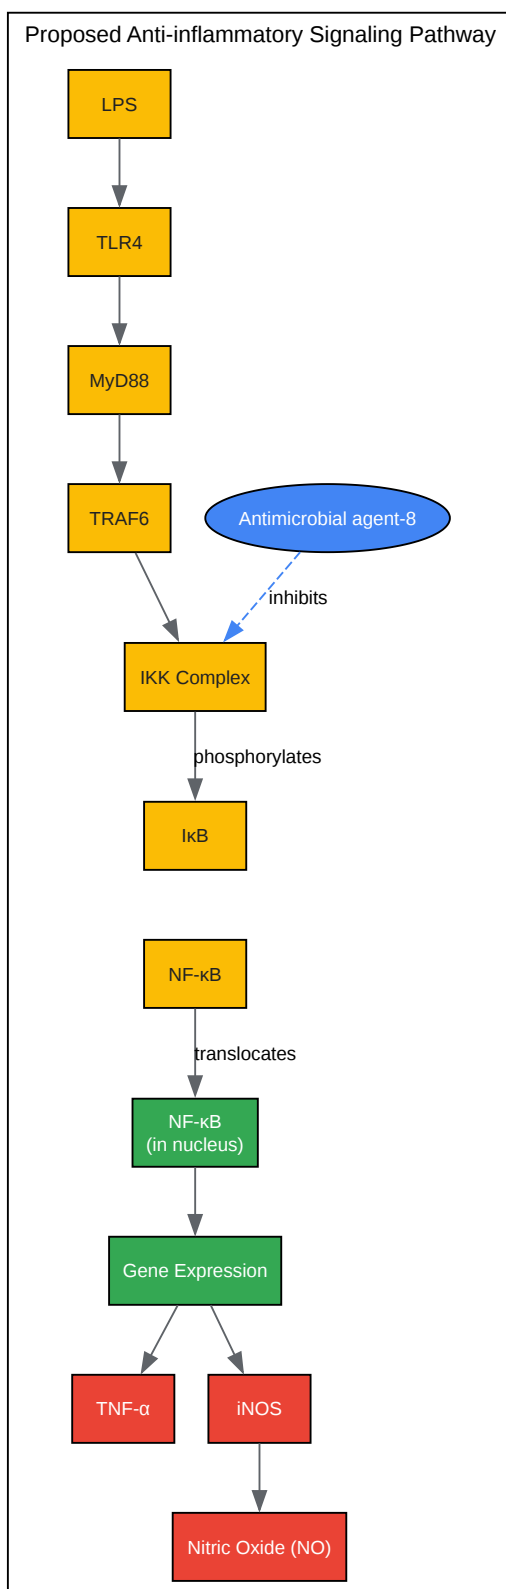 Proposed Anti-inflammatory Signaling Pathway
LPS
TLR4
MyD88
TRAF6
Antimicrobial agent-8
inhibits
IKK Complex
phosphorylates
IκB
NF-κB
translocates
NF-κB
(in nucleus)
Gene Expression
TNF-α
iNOS
Nitric Oxide (NO)